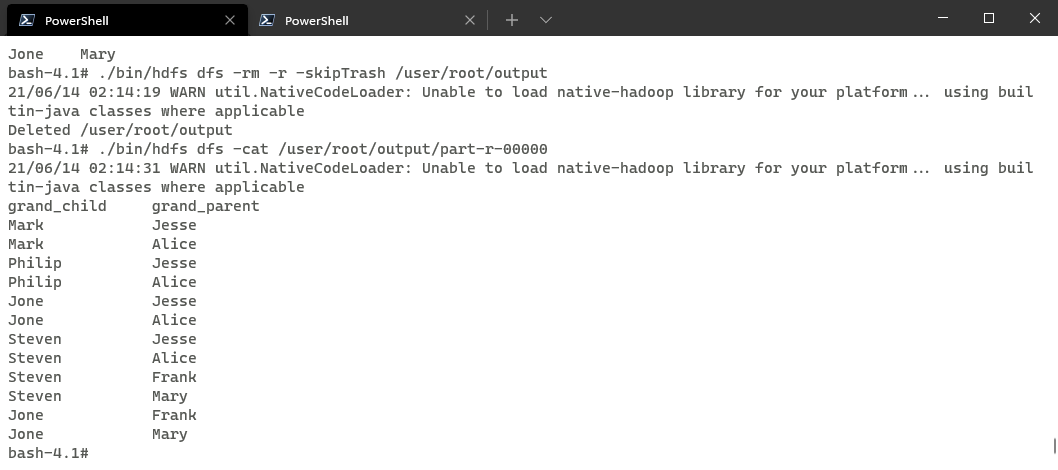 PowerShell
PowerShell
Jone    Mary
bash-4.1# ./bin/hdfs dfs -rm -r -skipTrash /user/root/output
21/06/14 02:14:19 WARN util.NativeCodeLoader: Unable to load native-hadoop library for your platform... using buil
tin-java classes where applicable
Deleted /user/root/output
bash-4.1# ./bin/hdfs dfs -cat /user/root/output/part-r-00000
21/06/14 02:14:31 WARN util.NativeCodeLoader: Unable to load native-hadoop library for your platform... using buil
tin-java classes where applicable
grand_child     grand_parent
Mark            Jesse
Mark            Alice
Philip          Jesse
Philip          Alice
Jone            Jesse
Jone            Alice
Steven          Jesse
Steven          Alice
Steven          Frank
Steven          Mary
Jone            Frank
Jone            Mary
bash-4.1#